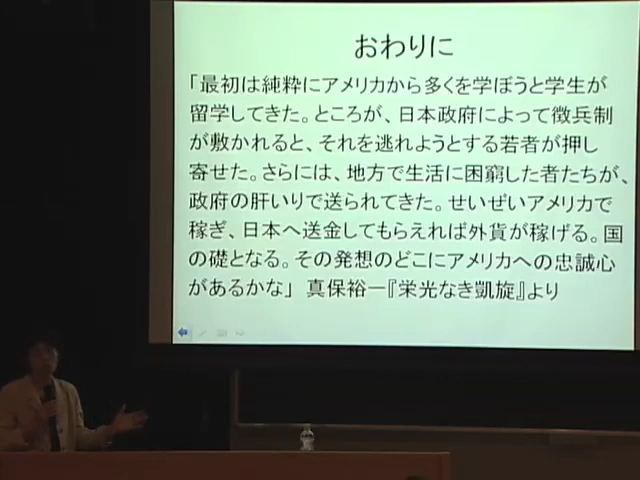 おわりに
「最初は純粋にアメリカから多くを学ぼうと学生が
留学してきた。ところが、日本政府によって徴兵制
が敷かれると、それを逃れようとする若者が押し
寄せた。さらには、地方で生活に困窮した者たちが、
政府の肝いりで送られてきた。せいぜいアメリカで
稼ぎ、日本へ送金してもらえれば外貨が稼げる。国
の礎となる。その発想のどこにアメリカへの忠誠心
があるかな」　真保裕一『栄光なき凱旋』より